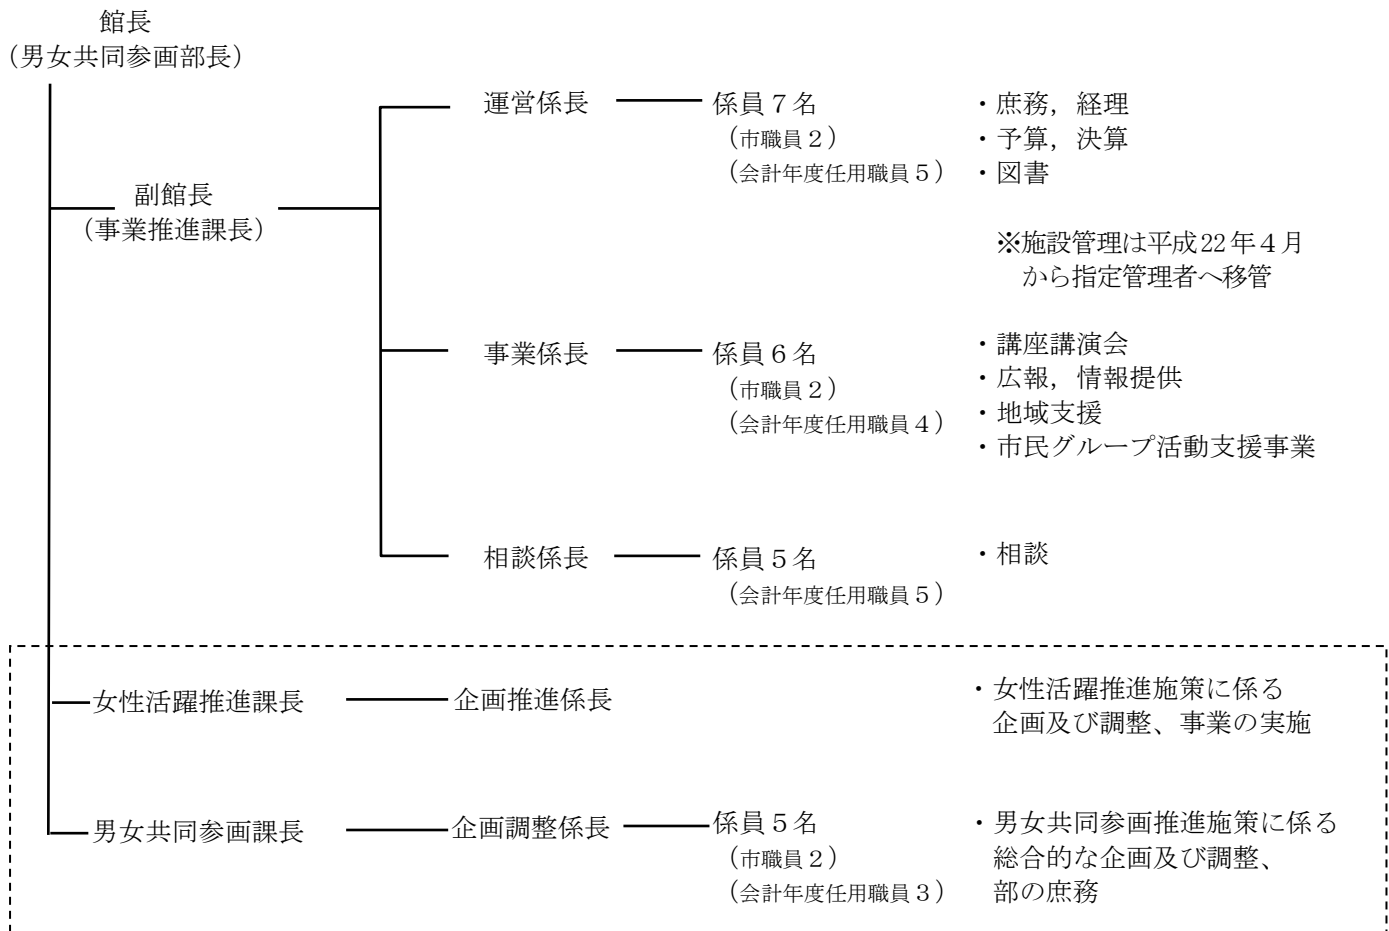 館長
（男女共同参画部長）
運営係長
係員７名
（市職員２）
（会計年度任用職員５）
・庶務，経理
・予算，決算
・図書
副館長
（事業推進課長）
※施設管理は平成22年４月
から指定管理者へ移管
事業係長
係員６名
（市職員２）
（会計年度任用職員４）
・講座講演会
・広報，情報提供
・地域支援
・市民グループ活動支援事業
相談係長
係員５名
（会計年度任用職員５）
・相談
女性活躍推進課長
企画推進係長
・女性活躍推進施策に係る
企画及び調整、事業の実施
男女共同参画課長
企画調整係長
係員５名
（市職員２）
（会計年度任用職員３）
・男女共同参画推進施策に係る
総合的な企画及び調整、
部の庶務